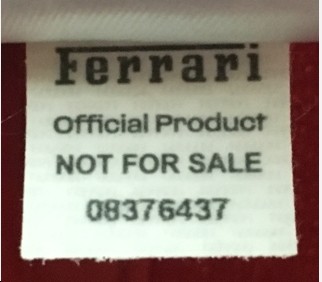 Ferrari
Official Product
NOT FOR SALE
08376437